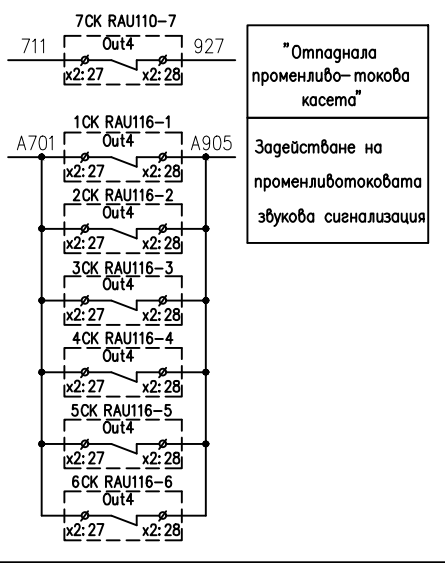 7CK RAU110-7
711 Out4 927
x2:27 x2:28
"Отпаднала
променливо-токова
касета"
1CK RAU116-1
A701 Out4 A905
x2:27 x2:28
Задействане на
променливотоковата
звукова сигнализация
2CK RAU116-2
Out4
x2:27 x2:28
3CK RAU116-3
Out4
x2:27 x2:28
4CK RAU116-4
Out4
x2:27 x2:28
5CK RAU116-5
Out4
x2:27 x2:28
6CK RAU116-6
Out4
x2:27 x2:28